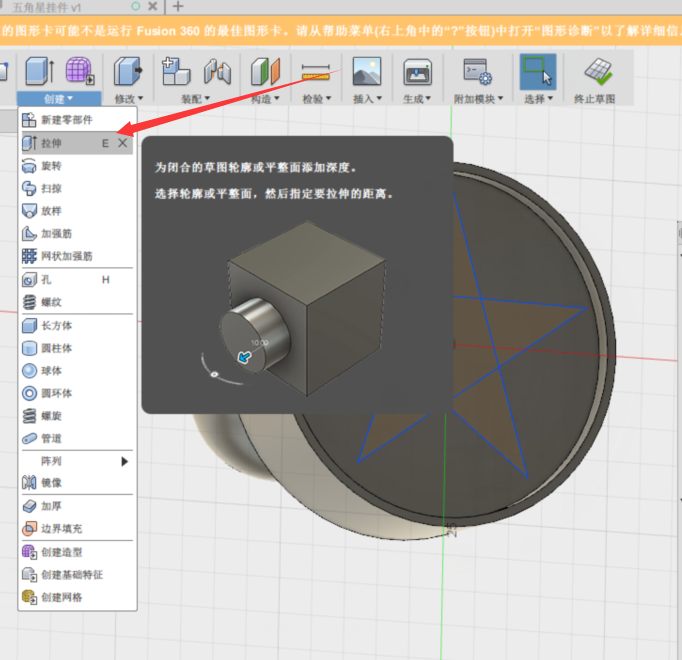 五角星挂件 v1
的图形卡可能不是运行 Fusion 360 的最佳图形卡。请从帮助菜单(右上角中的“?”按钮)中打开“图形诊断”以了解详细信
创建 修改 装配 构造 检验 插入 生成 附加模块 选择 终止草图
新建零部件
拉伸 E
旋转
扫掠
放样
加强筋
网状加强筋
孔 H
螺纹
长方体
圆柱体
球体
圆环体
螺旋
管道
阵列
镜像
加厚
边界填充
创建造型
创建基础特征
创建网格
为闭合的草图轮廓或平整面添加深度。
选择轮廓或平整面，然后指定要拉伸的距离。
10.00
25